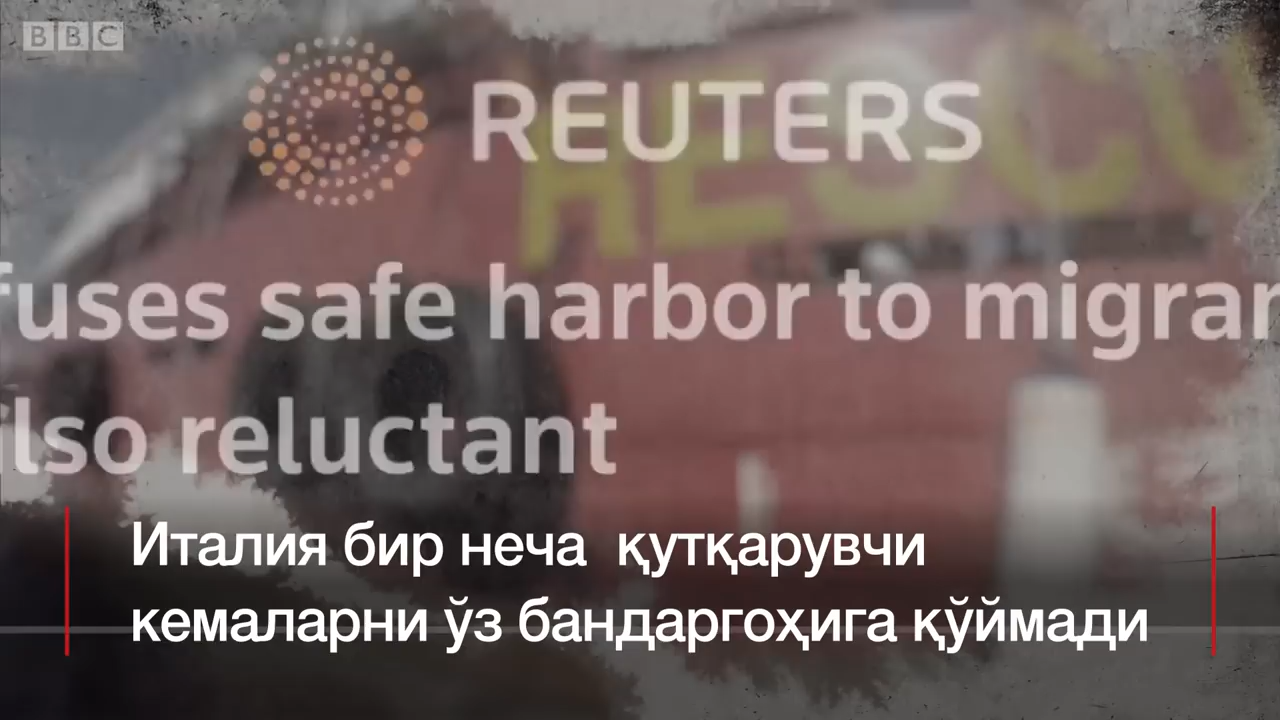 BBC
REUTERS
fuses safe harbor to migran
lso reluctant
Италия бир неча қутқарувчи
кемаларни ўз бандаргоҳига қўймади